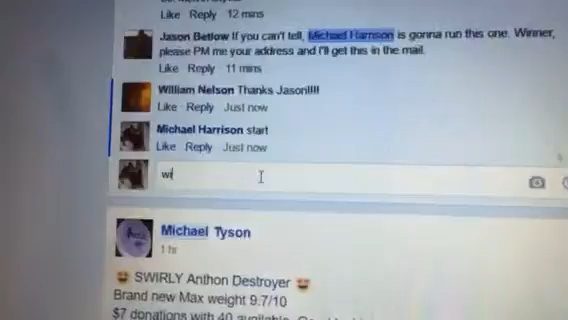 Like Reply 12 mins
Jason Betlow If you can't tell, Michael Harrison is gonna run this one. Winner,
please PM me your address and I'll get this in the mail.
Like Reply 11 mins
William Nelson Thanks Jason!!!!
Like · Reply · Just now
Michael Harrison start
Like Reply Just now
wi
Michael Tyson
1 hr
🤩 SWIRLY Anthon Destroyer 🤩
Brand new Max weight 9.7/10
$7 donations with 40 available.